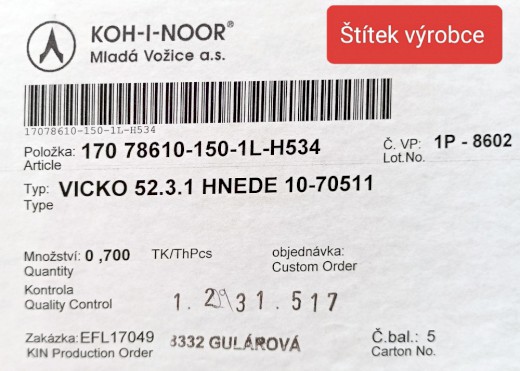 KOH-I-NOOR®
Mladá Vožice a.s.
Štítek výrobce
17078610-150-1L-H534
Položka: 170 78610-150-1L-H534
Article
Č. VP: 1P - 8602
Lot.No.
Typ: VICKO 52.3.1 HNEDE 10-70511
Type
Množství: 0 ,700 TK/ThPcs
Quantity
objednávka:
Custom Order
Kontrola
Quality Control
Zakázka: EFL17049 3332 GULÁROVÁ
KIN Production Order
Č.bal.: 5
Carton No.